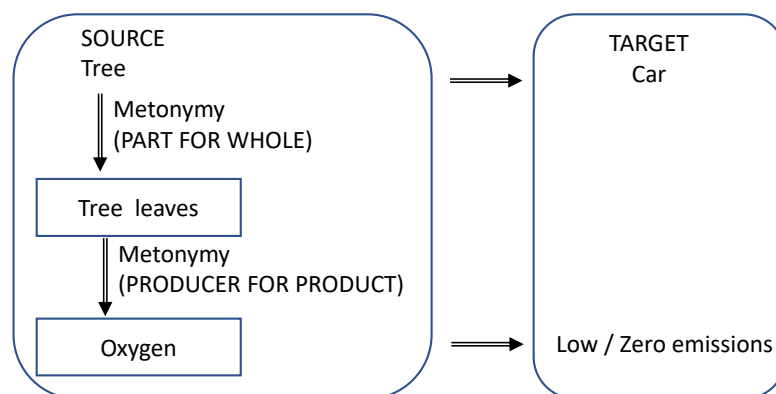 SOURCE
Tree
Metonymy
(PART FOR WHOLE)
Tree leaves
Metonymy
(PRODUCER FOR PRODUCT)
Oxygen
TARGET
Car
Low / Zero emissions